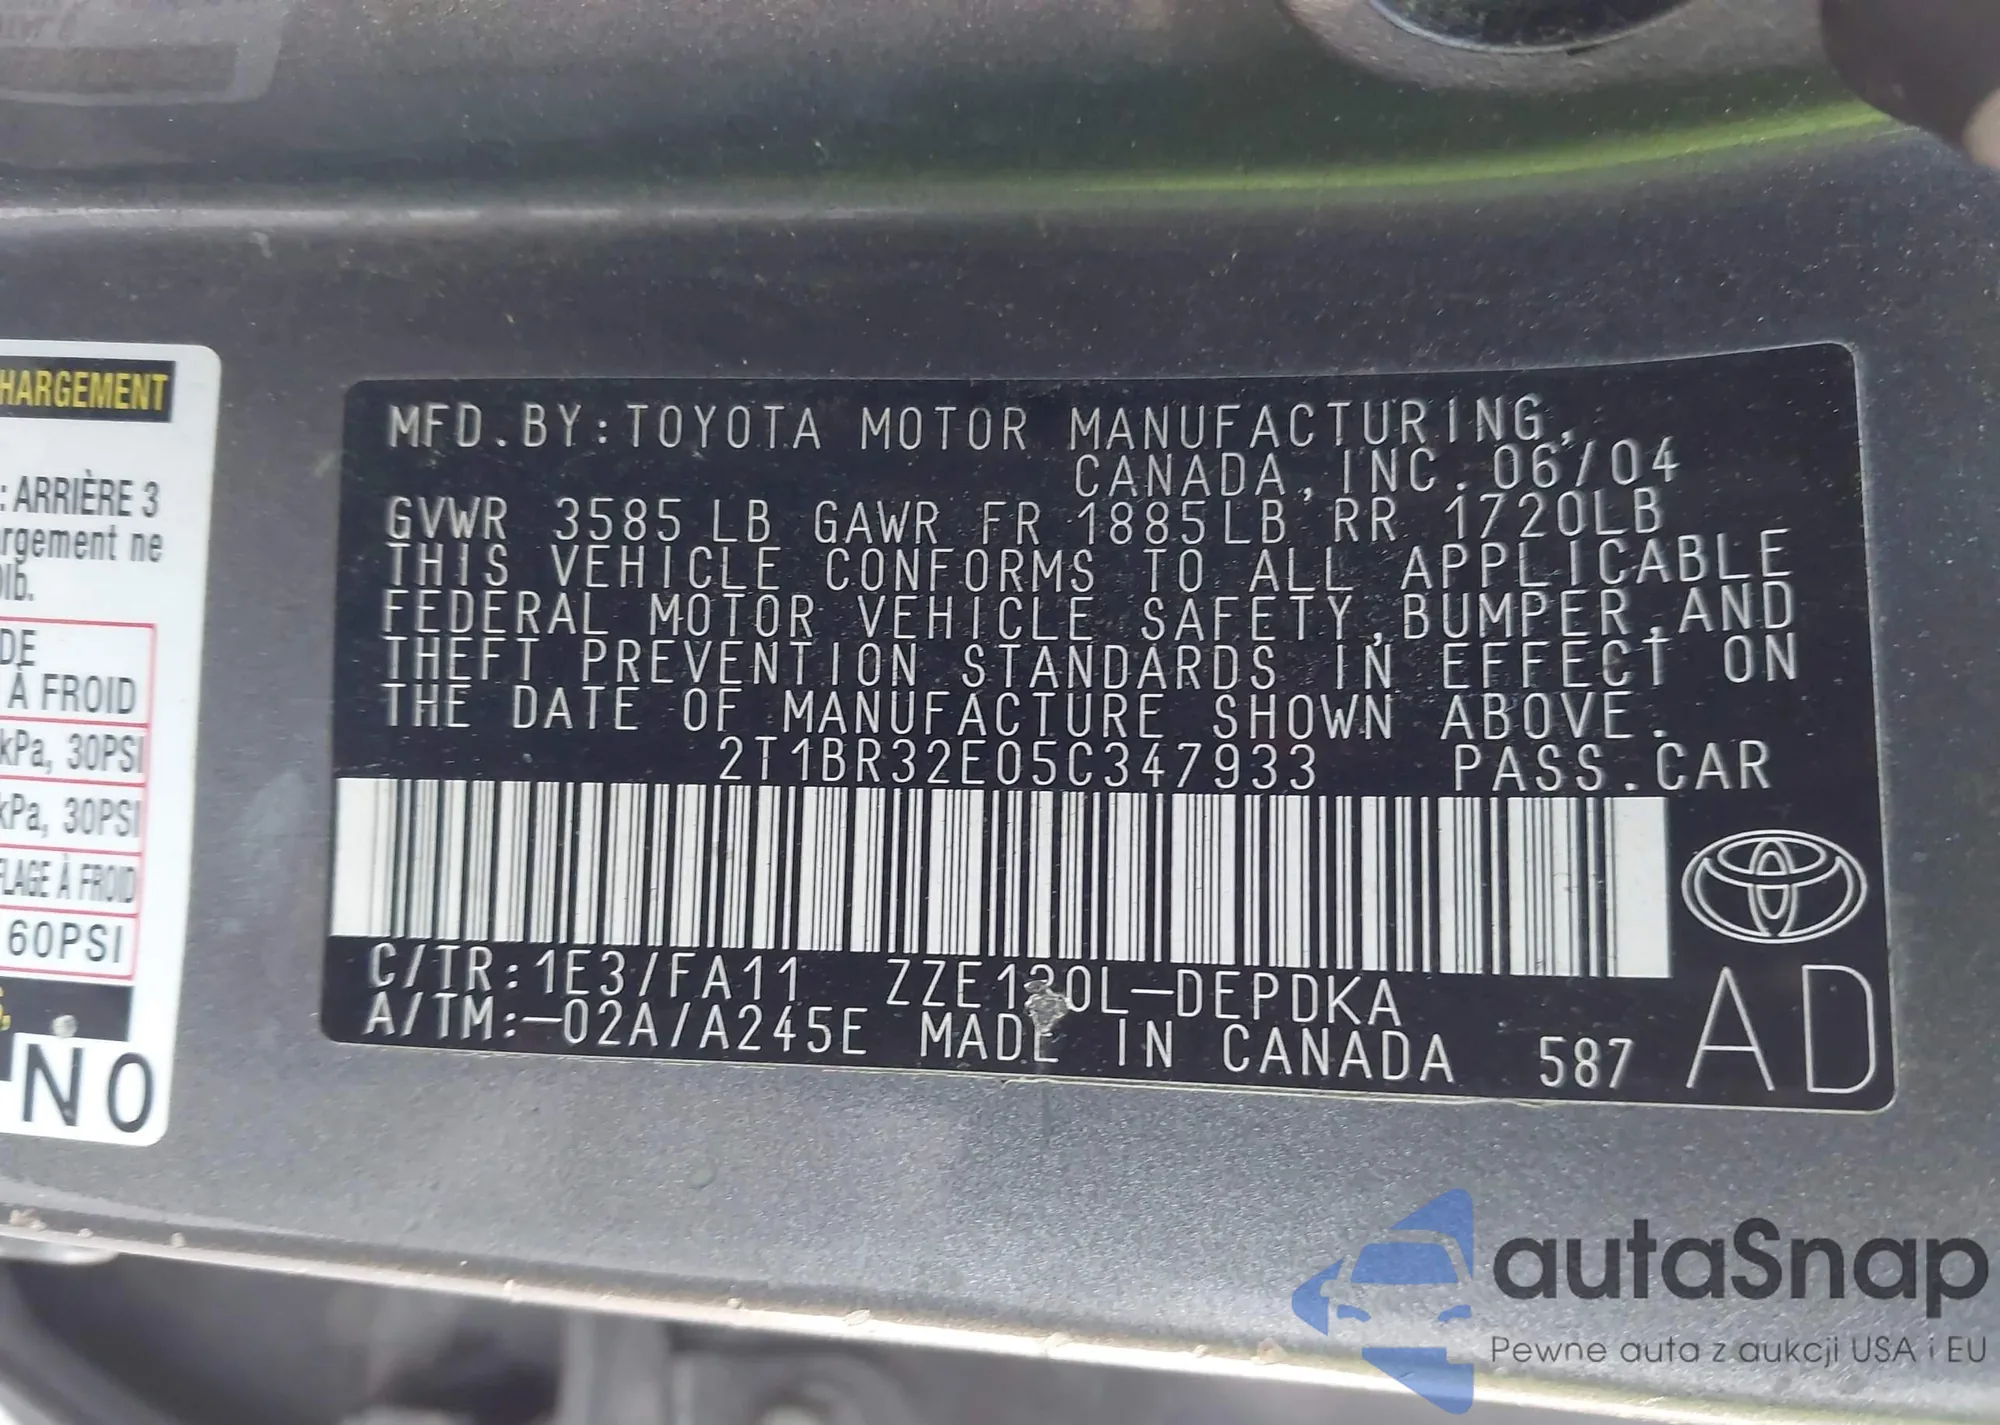 HARGEMENT
: ARRIÈRE 3
rgement ne
oib.
DE
À FROID
kPa, 30PSI
kPa, 30PSI
FLAGE À FROID
60PSI
NO
MFD.BY:TOYOTA MOTOR MANUFACTURING,
CANADA,INC.06/04
GVWR 3585LB GAWR FR 1885LB RR 1720LB
THIS VEHICLE CONFORMS TO ALL APPLICABLE
FEDERAL MOTOR VEHICLE SAFETY,BUMPER,AND
THEFT PREVENTION STANDARDS IN EFFECT ON
THE DATE OF MANUFACTURE SHOWN ABOVE.
2T1BR32E05C347933 PASS.CAR
C/TR:1E3/FA11 ZZE130L-DEPDKA
A/TM:-02A/A245E MADE IN CANADA 587
AD
autaSnap
Pewne auta z aukcji USA i EU